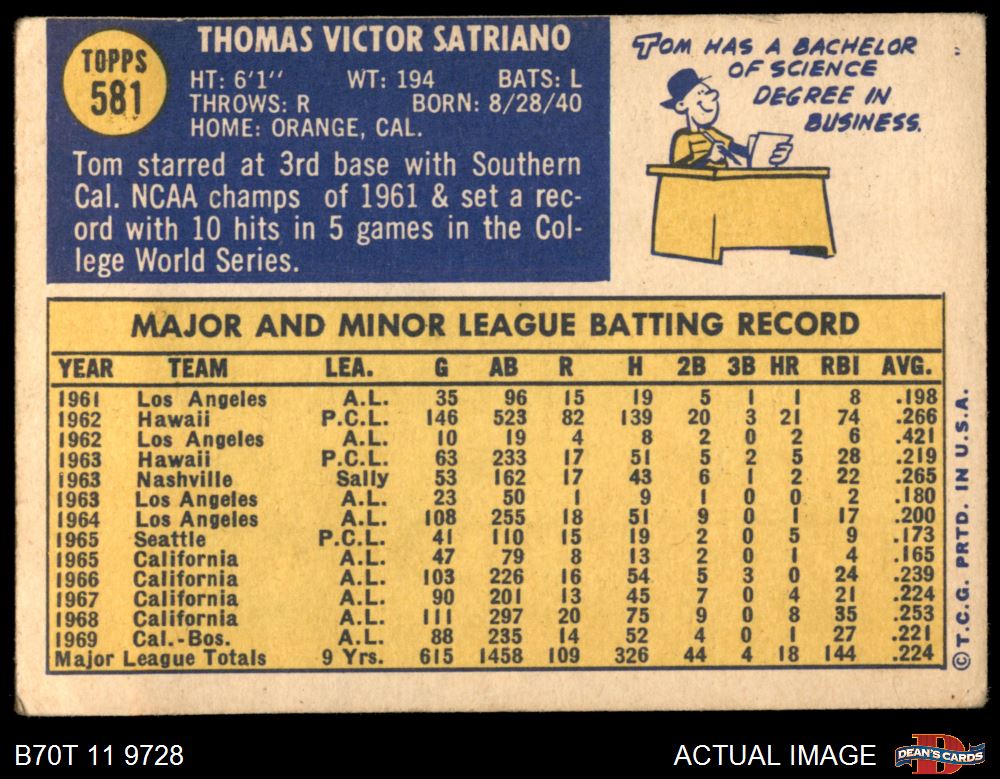 TOPPS
581
THOMAS VICTOR SATRIANO
HT: 6'1" WT: 194 BATS: L
THROWS: R BORN: 8/28/40
HOME: ORANGE, CAL.
Tom starred at 3rd base with Southern
Cal. NCAA champs of 1961 & set a rec-
ord with 10 hits in 5 games in the Col-
lege World Series.
TOM HAS A BACHELOR
OF SCIENCE
DEGREE IN
BUSINESS.
MAJOR AND MINOR LEAGUE BATTING RECORD
YEAR TEAM LEA. G AB R H 2B 3B HR RBI AVG.
1961 Los Angeles A.L. 35 96 15 19 5 1 1 8 .198
1962 Hawaii P.C.L. 146 523 82 139 20 3 21 74 .266
1962 Los Angeles A.L. 10 19 4 8 2 0 2 6 .421
1963 Hawaii P.C.L. 63 233 17 51 5 2 5 28 .219
1963 Nashville Sally 53 162 17 43 6 1 2 22 .265
1963 Los Angeles A.L. 23 50 1 9 1 0 0 2 .180
1964 Los Angeles A.L. 108 255 18 51 9 0 1 17 .200
1965 Seattle P.C.L. 41 110 15 19 2 0 5 9 .173
1965 California A.L. 47 79 8 13 2 0 1 4 .165
1966 California A.L. 103 226 16 54 5 3 0 24 .239
1967 California A.L. 90 201 13 45 7 0 4 21 .224
1968 California A.L. 111 297 20 75 9 0 8 35 .253
1969 Cal.-Bos. A.L. 88 235 14 52 4 0 1 27 .221
Major League Totals 9 Yrs. 615 1458 109 326 44 4 18 144 .224
© T.C.G. PRTD. IN U.S.A.
B70T 11 9728
ACTUAL IMAGE
D
DEAN'S CARDS